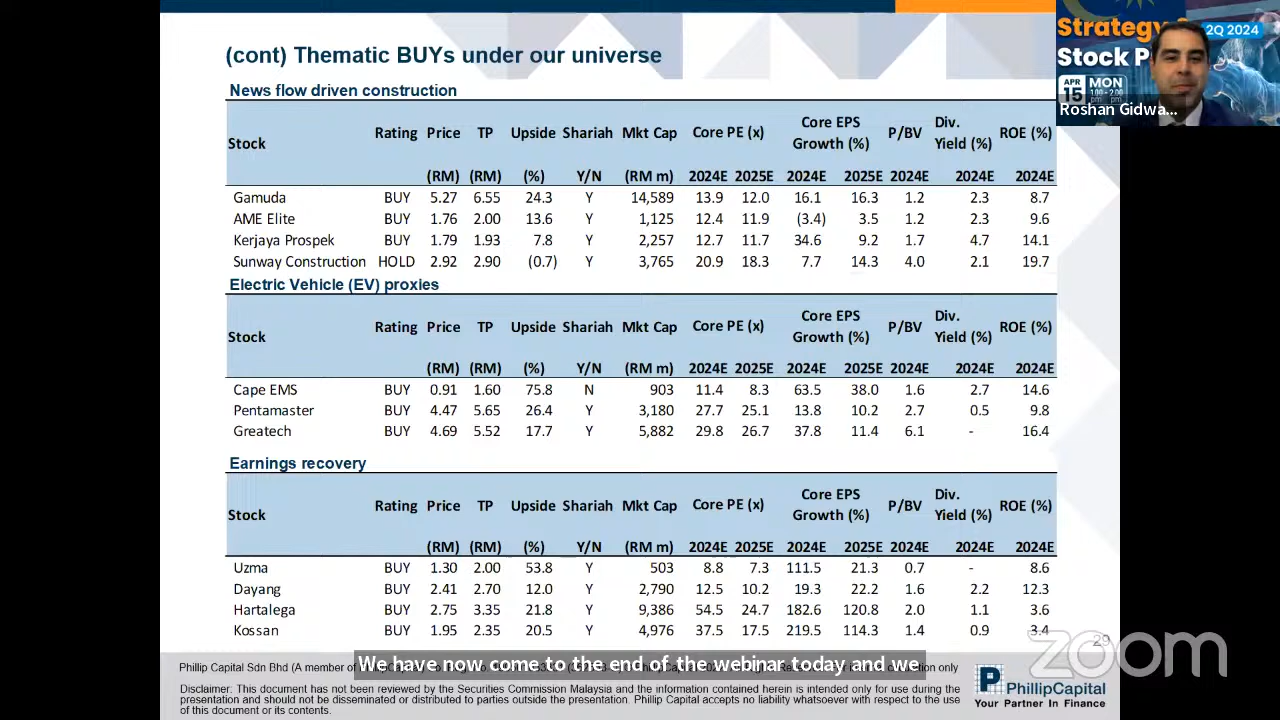 (cont) Thematic BUYs under our universe
News flow driven construction
Stock Rating Price TP Upside Shariah Mkt Cap Core PE (x) Core EPS Growth (%) P/BV Div. Yield (%) ROE (%)
(RM) (RM) (%) Y/N (RM m) 2024E 2025E 2024E 2025E 2024E 2024E 2024E
Gamuda BUY 5.27 6.55 24.3 Y 14,589 13.9 12.0 16.1 16.3 1.2 2.3 8.7
AME Elite BUY 1.76 2.00 13.6 Y 1,125 12.4 11.9 (3.4) 3.5 1.2 2.3 9.6
Kerjaya Prospek BUY 1.79 1.93 7.8 Y 2,257 12.7 11.7 34.6 9.2 1.7 4.7 14.1
Sunway Construction HOLD 2.92 2.90 (0.7) Y 3,765 20.9 18.3 7.7 14.3 4.0 2.1 19.7
Electric Vehicle (EV) proxies
Stock Rating Price TP Upside Shariah Mkt Cap Core PE (x) Core EPS Growth (%) P/BV Div. Yield (%) ROE (%)
(RM) (RM) (%) Y/N (RM m) 2024E 2025E 2024E 2025E 2024E 2024E 2024E
Cape EMS BUY 0.91 1.60 75.8 N 903 11.4 8.3 63.5 38.0 1.6 2.7 14.6
Pentamaster BUY 4.47 5.65 26.4 Y 3,180 27.7 25.1 13.8 10.2 2.7 0.5 9.8
Greatech BUY 4.69 5.52 17.7 Y 5,882 29.8 26.7 37.8 11.4 6.1 - 16.4
Earnings recovery
Stock Rating Price TP Upside Shariah Mkt Cap Core PE (x) Core EPS Growth (%) P/BV Div. Yield (%) ROE (%)
(RM) (RM) (%) Y/N (RM m) 2024E 2025E 2024E 2025E 2024E 2024E 2024E
Uzma BUY 1.30 2.00 53.8 Y 503 8.8 7.3 111.5 21.3 0.7 - 8.6
Dayang BUY 2.41 2.70 12.0 Y 2,790 12.5 10.2 19.3 22.2 1.6 2.2 12.3
Hartalega BUY 2.75 3.35 21.8 Y 9,386 54.5 24.7 182.6 120.8 2.0 1.1 3.6
Kossan BUY 1.95 2.35 20.5 Y 4,976 37.5 17.5 219.5 114.3 1.4 0.9 3.4
29
zoom
We have now come to the end of the webinar today and we
Phillip Capital Sdn Bhd (A member of
only
Disclaimer: This document has not been reviewed by the Securities Commission Malaysia and the information contained herein is intended only for use during the
presentation and should not be disseminated or distributed to parties outside the presentation. Phillip Capital accepts no liability whatsoever with respect to the use
of this document or its contents.
PhillipCapital
Your Partner In Finance
Strategy
2Q 2024
Stock P
APR
15
MON
1:00 - 2:00
pm pm
Roshan Gidwa...